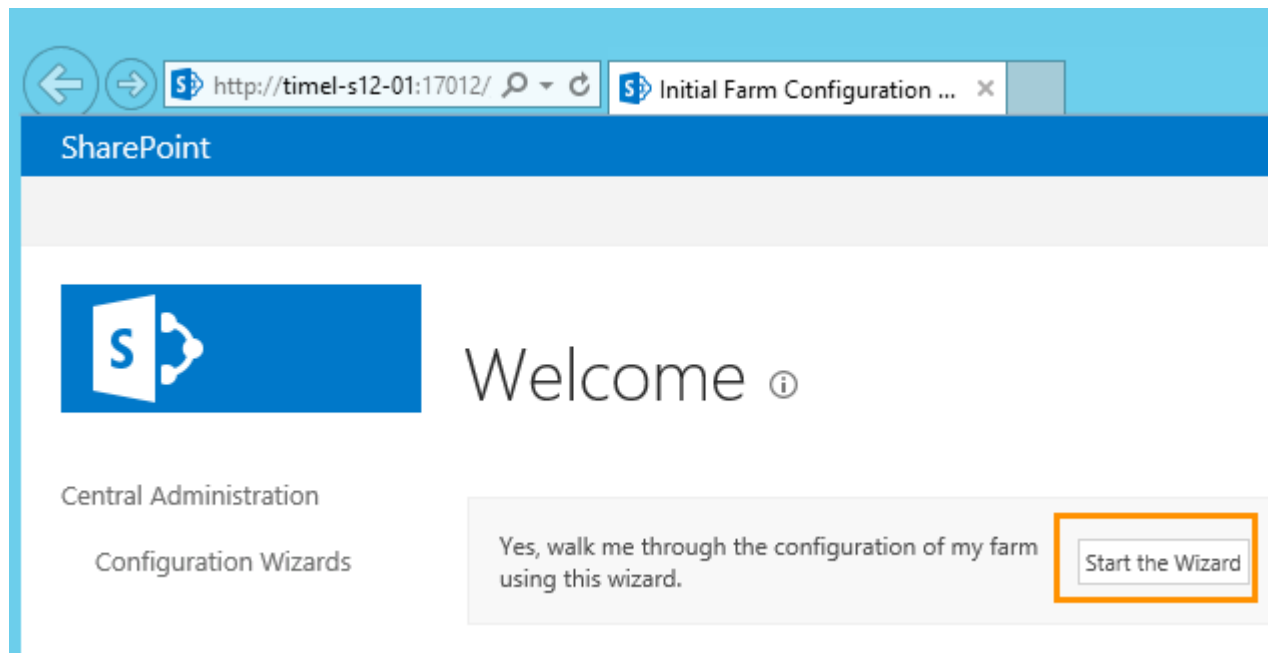 http://timel-s12-01:17012/
Initial Farm Configuration ...
SharePoint
S
Welcome
Central Administration
Configuration Wizards
Yes, walk me through the configuration of my farm
using this wizard.
Start the Wizard